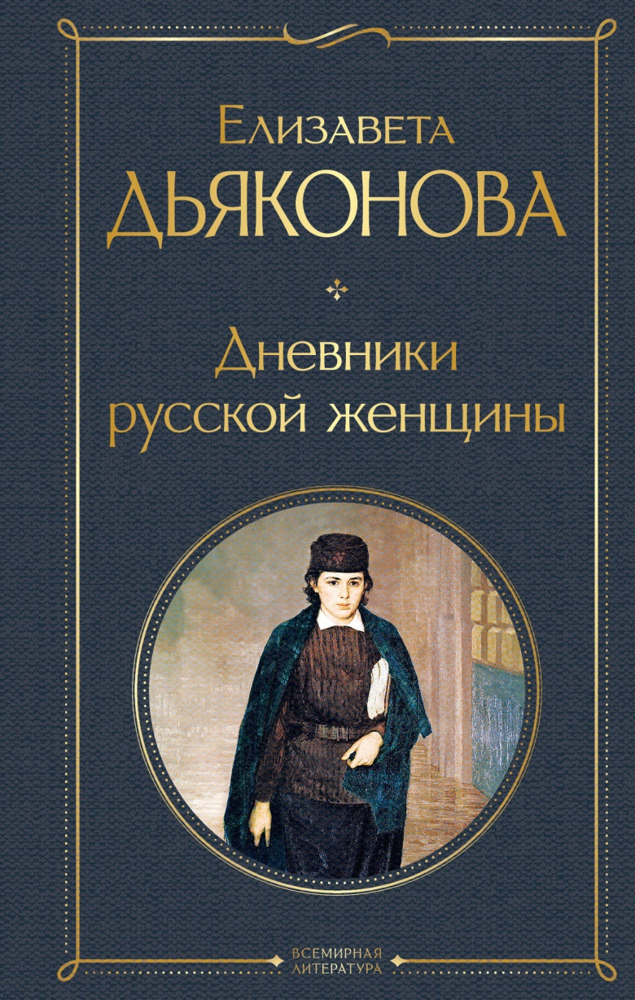 Елизавета
ДЬЯКОНОВА
Дневники
русской женщины
ВСЕМИРНАЯ
ЛИТЕРАТУРА